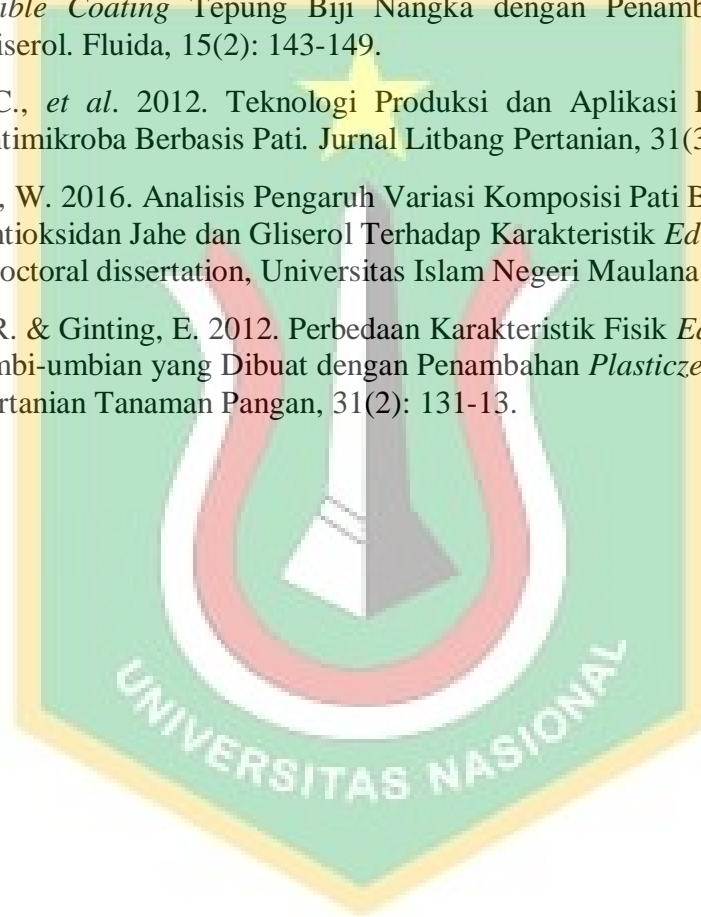 ible Coating Tepung Biji Nangka dengan Penamb
iserol. Fluida, 15(2): 143-149.
C., et al. 2012. Teknologi Produksi dan Aplikasi
timikroba Berbasis Pati. Jurnal Litbang Pertanian, 31(3
, W. 2016. Analisis Pengaruh Variasi Komposisi Pati B
ntioksidan Jahe dan Gliserol Terhadap Karakteristik Ed
octoral dissertation, Universitas Islam Negeri Maulana
R. & Ginting, E. 2012. Perbedaan Karakteristik Fisik Ed
mbi-umbian yang Dibuat dengan Penambahan Plasticze
rtanian Tanaman Pangan, 31(2): 131-13.
UNIVERSITAS NASIONAL